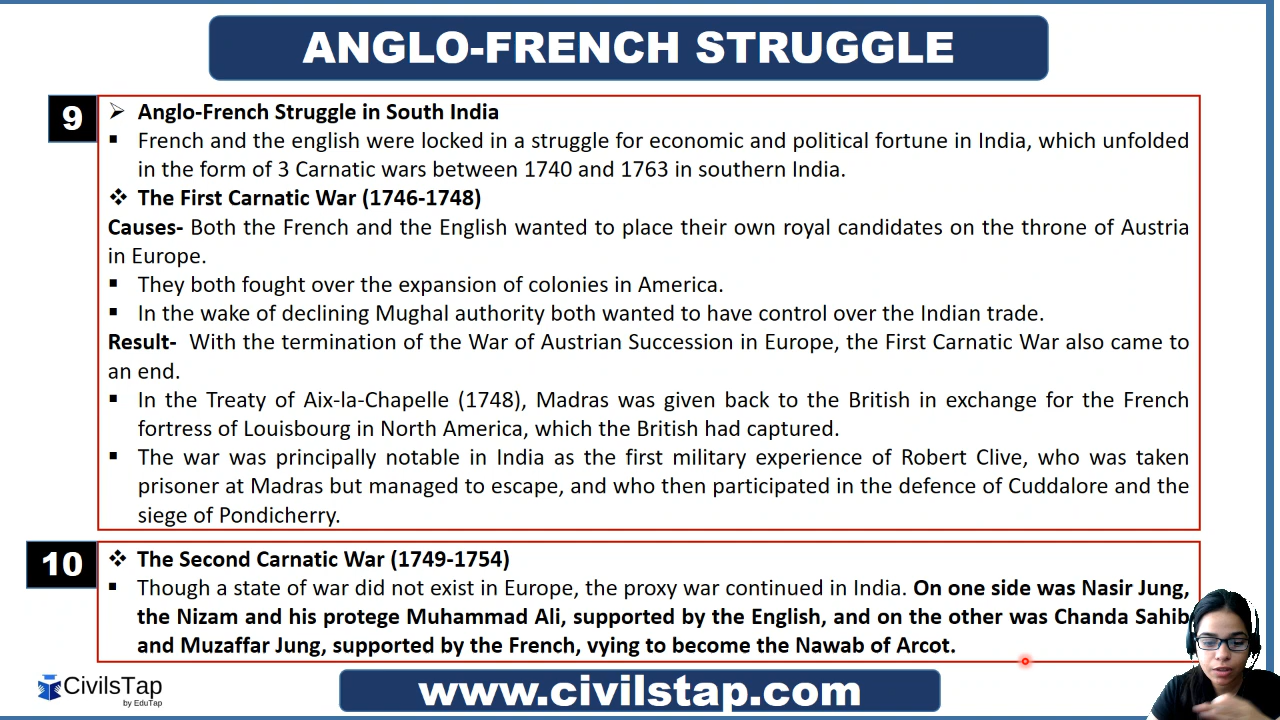 ANGLO-FRENCH STRUGGLE
9
➢ Anglo-French Struggle in South India
▪ French and the english were locked in a struggle for economic and political fortune in India, which unfolded
in the form of 3 Carnatic wars between 1740 and 1763 in southern India.
❖ The First Carnatic War (1746-1748)
Causes- Both the French and the English wanted to place their own royal candidates on the throne of Austria
in Europe.
▪ They both fought over the expansion of colonies in America.
▪ In the wake of declining Mughal authority both wanted to have control over the Indian trade.
Result- With the termination of the War of Austrian Succession in Europe, the First Carnatic War also came to
an end.
▪ In the Treaty of Aix-la-Chapelle (1748), Madras was given back to the British in exchange for the French
fortress of Louisbourg in North America, which the British had captured.
▪ The war was principally notable in India as the first military experience of Robert Clive, who was taken
prisoner at Madras but managed to escape, and who then participated in the defence of Cuddalore and the
siege of Pondicherry.
10
❖ The Second Carnatic War (1749-1754)
▪ Though a state of war did not exist in Europe, the proxy war continued in India. On one side was Nasir Jung,
the Nizam and his protege Muhammad Ali, supported by the English, and on the other was Chanda Sahib
and Muzaffar Jung, supported by the French, vying to become the Nawab of Arcot.
CivilsTap
by EduTap
www.civilstap.com